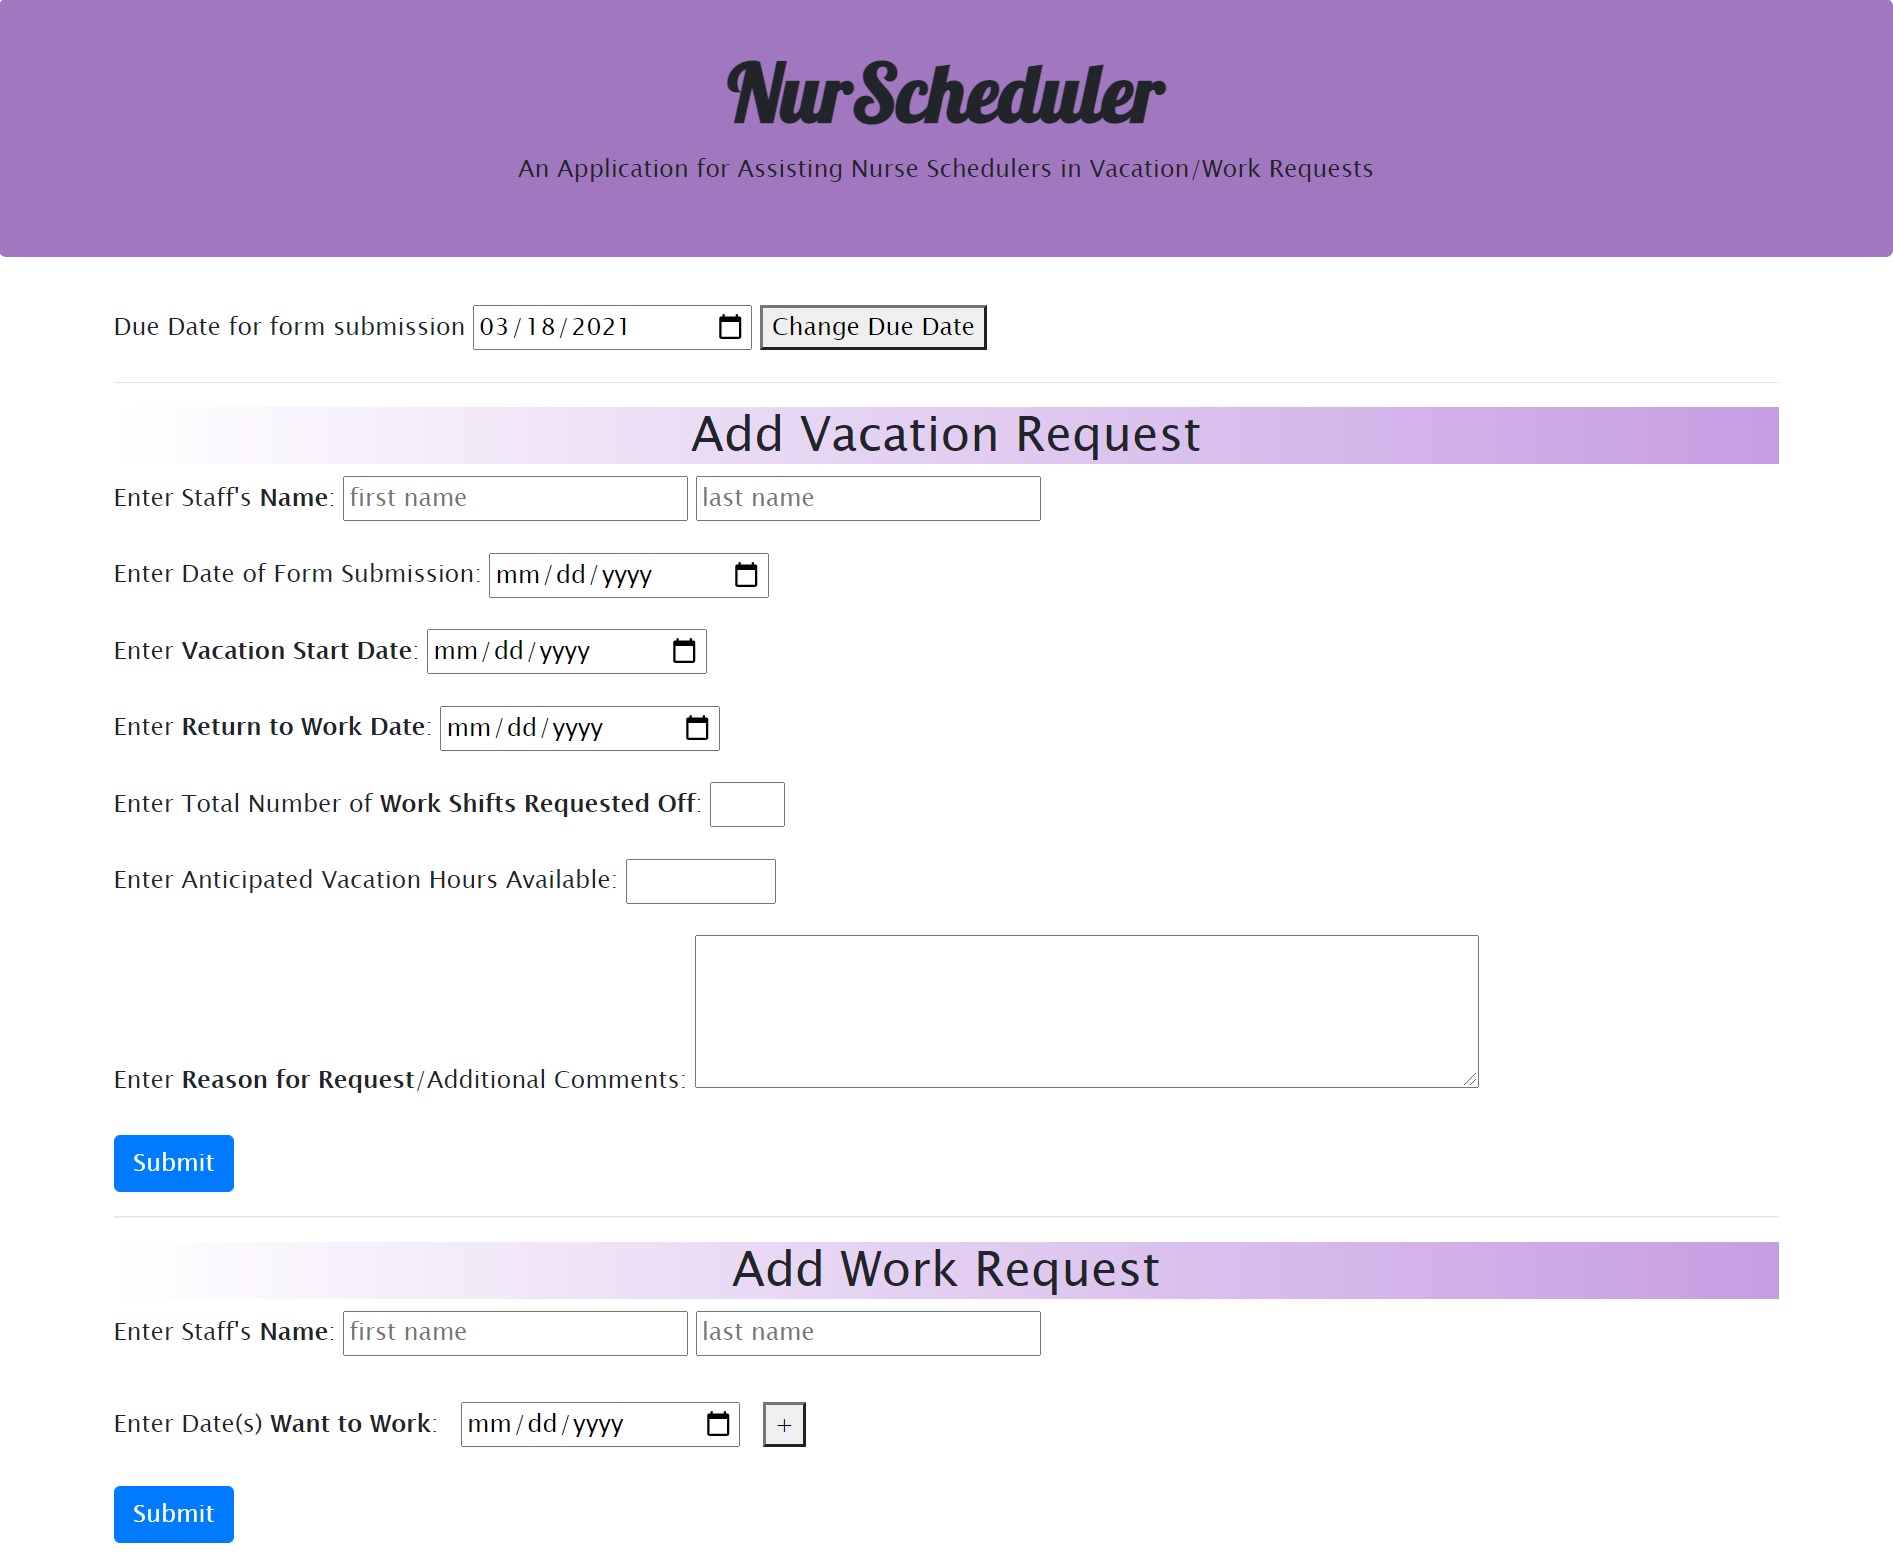 NurScheduler
An Application for Assisting Nurse Schedulers in Vacation/Work Requests
Due Date for form submission 03/18/2021 Change Due Date
Add Vacation Request
Enter Staff's Name: first name last name
Enter Date of Form Submission: mm/dd/yyyy
Enter Vacation Start Date: mm/dd/yyyy
Enter Return to Work Date: mm/dd/yyyy
Enter Total Number of Work Shifts Requested Off:
Enter Anticipated Vacation Hours Available:
Enter Reason for Request/Additional Comments:
Submit
Add Work Request
Enter Staff's Name: first name last name
Enter Date(s) Want to Work: mm/dd/yyyy +
Submit